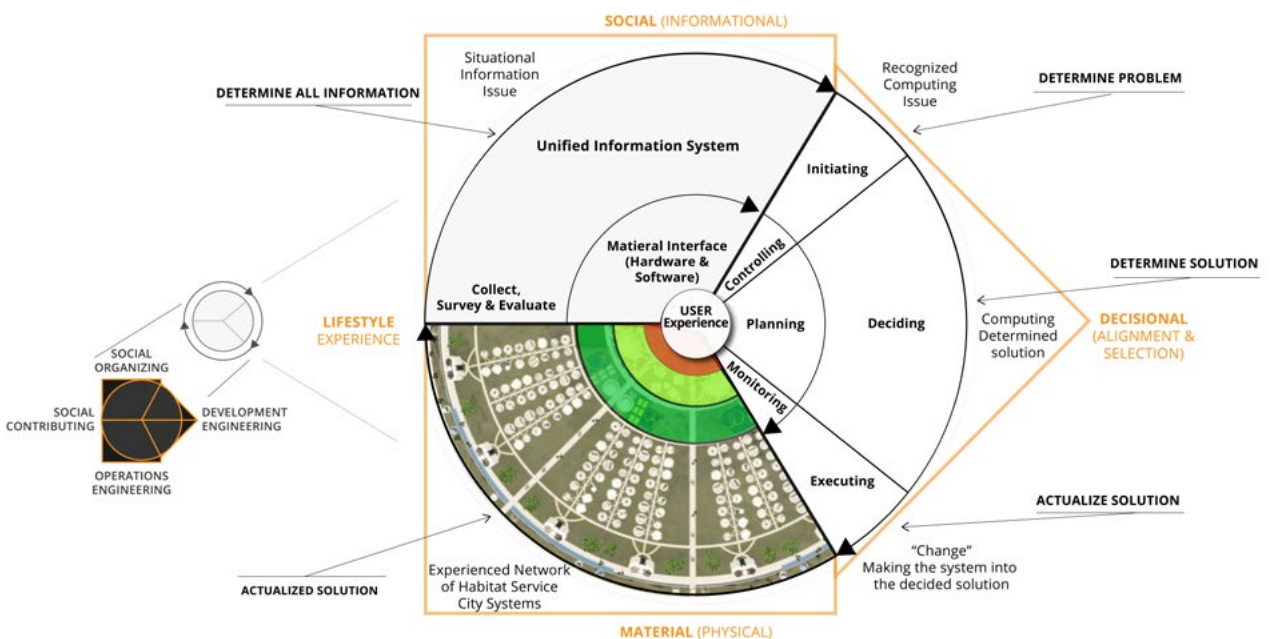 SOCIAL (INFORMATIONAL)
Situational
Information
Issue
Recognized
Computing
Issue
DETERMINE ALL INFORMATION
DETERMINE PROBLEM
Unified Information System
Initiating
Matieral Interface
(Hardware &
Software)
Controlling
Collect,
Survey & Evaluate
USER
Experience
Planning
Deciding
DETERMINE SOLUTION
LIFESTYLE
EXPERIENCE
Computing
Determined
solution
DECISIONAL
(ALIGNMENT &
SELECTION)
SOCIAL
ORGANIZING
SOCIAL
CONTRIBUTING
DEVELOPMENT
ENGINEERING
OPERATIONS
ENGINEERING
Monitoring
Executing
ACTUALIZE SOLUTION
"Change"
Making the system into
the decided solution
ACTUALIZED SOLUTION
Experienced Network
of Habitat Service
City Systems
MATERIAL (PHYSICAL)